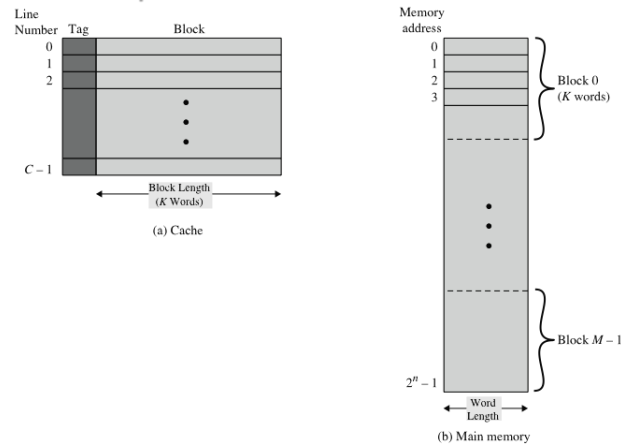 Line
Number Tag Block
0
1
2
C – 1
Block Length
(K Words)
(a) Cache
Memory
address
0
1
2
3
Block 0
(K words)
Block M – 1
2ⁿ – 1
Word
Length
(b) Main memory